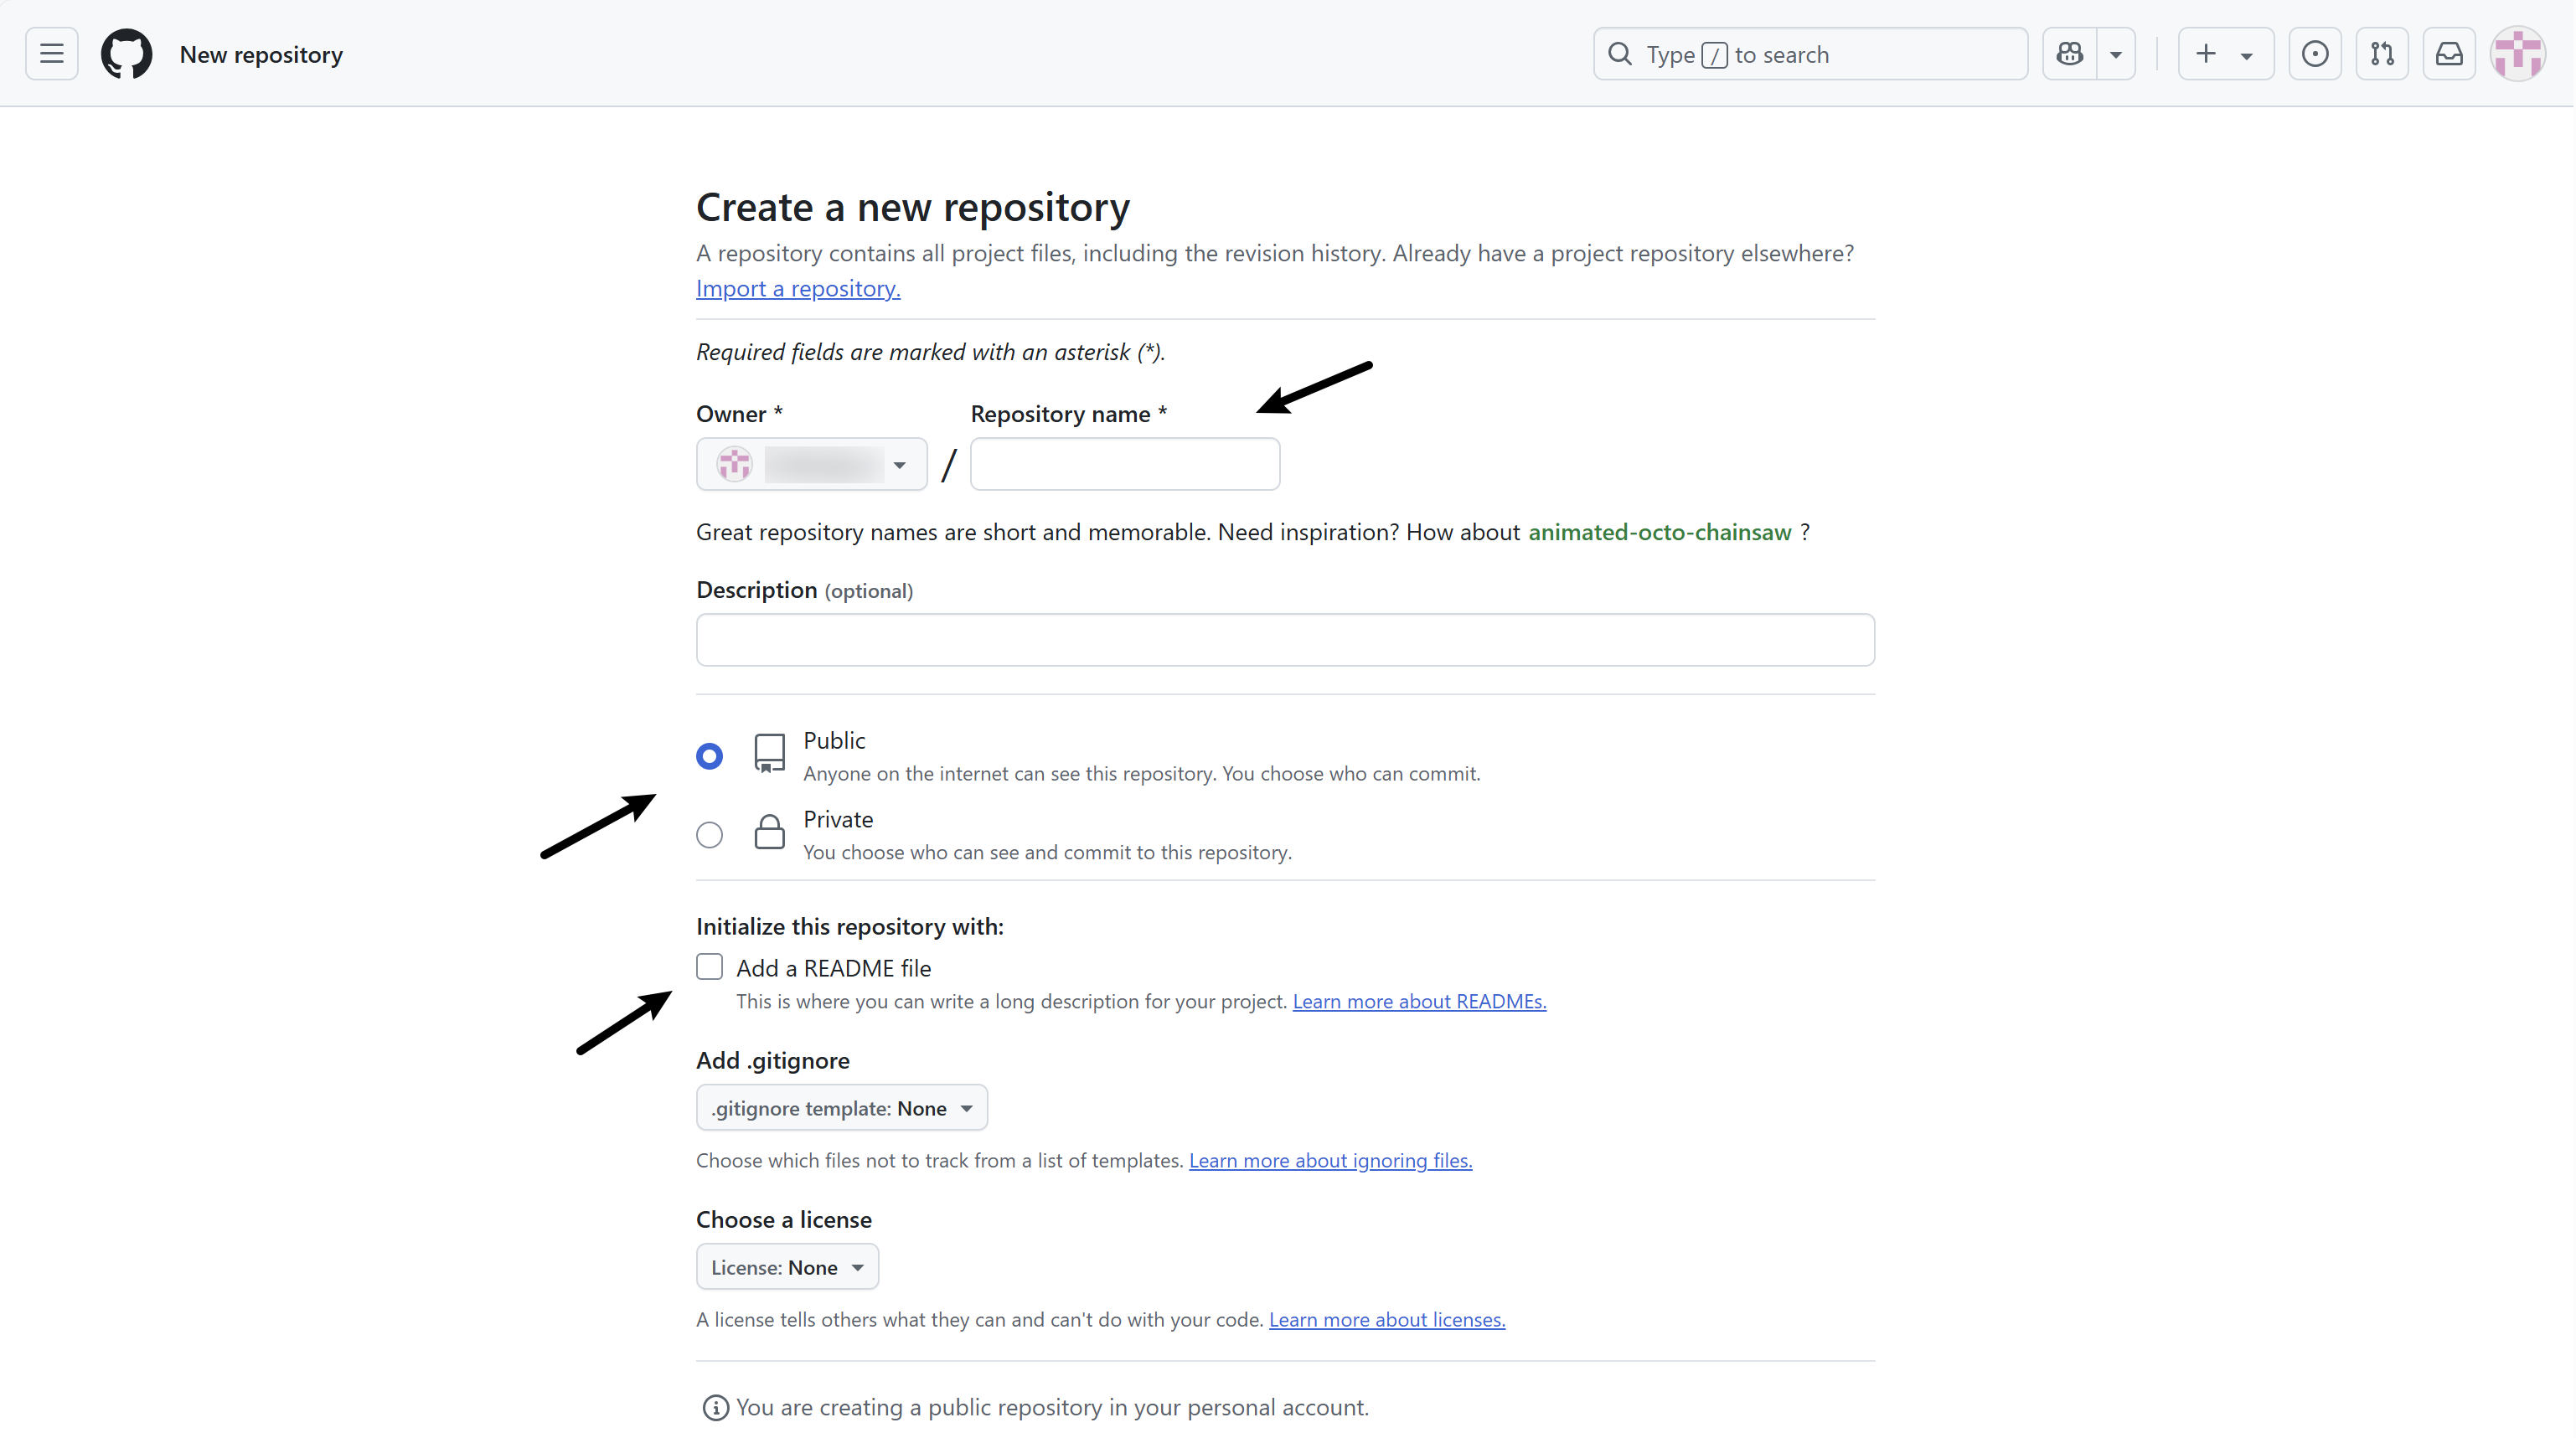 New repository
Type / to search
Create a new repository
A repository contains all project files, including the revision history. Already have a project repository elsewhere?
Import a repository.
Required fields are marked with an asterisk (*).
Owner * Repository name *
/
Great repository names are short and memorable. Need inspiration? How about animated-octo-chainsaw ?
Description (optional)
Public
Anyone on the internet can see this repository. You choose who can commit.
Private
You choose who can see and commit to this repository.
Initialize this repository with:
Add a README file
This is where you can write a long description for your project. Learn more about READMEs.
Add .gitignore
.gitignore template: None
Choose which files not to track from a list of templates. Learn more about ignoring files.
Choose a license
License: None
A license tells others what they can and can't do with your code. Learn more about licenses.
You are creating a public repository in your personal account.